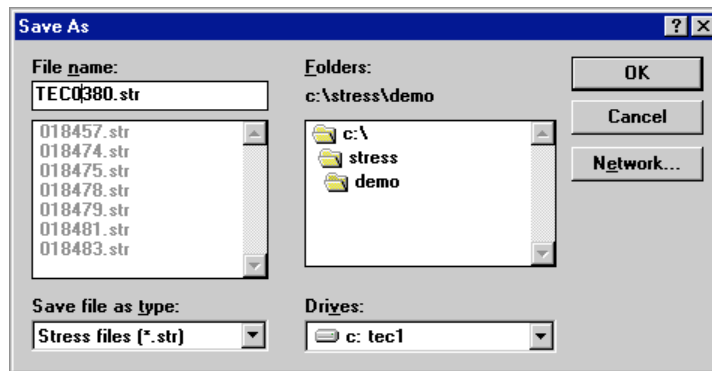 Save As
File name:
TEC0380.str
018457.str
018474.str
018475.str
018478.str
018479.str
018481.str
018483.str
Save file as type:
Stress files (*.str)
Folders:
c:\stress\demo
c:\
stress
demo
Drives:
c: tec1
OK
Cancel
Network...